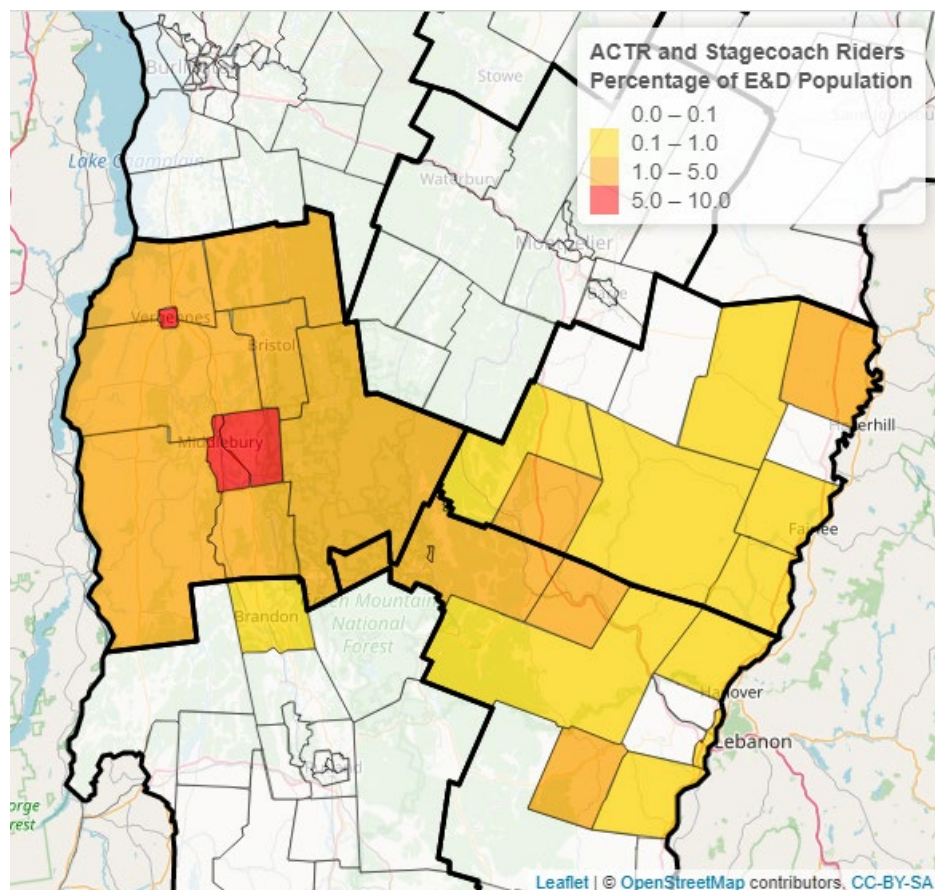 ACTR and Stagecoach Riders
Percentage of E&D Population
0.0 – 0.1
0.1 – 1.0
1.0 – 5.0
5.0 – 10.0
Stowe
Lake Champlain
Waterbury
Montpelier
Vergennes
Bristol
Middlebury
Haverhill
Fairlee
Brandon
Green Mountain
National
Forest
Hanover
Lebanon
Leaflet | © OpenStreetMap contributors, CC-BY-SA